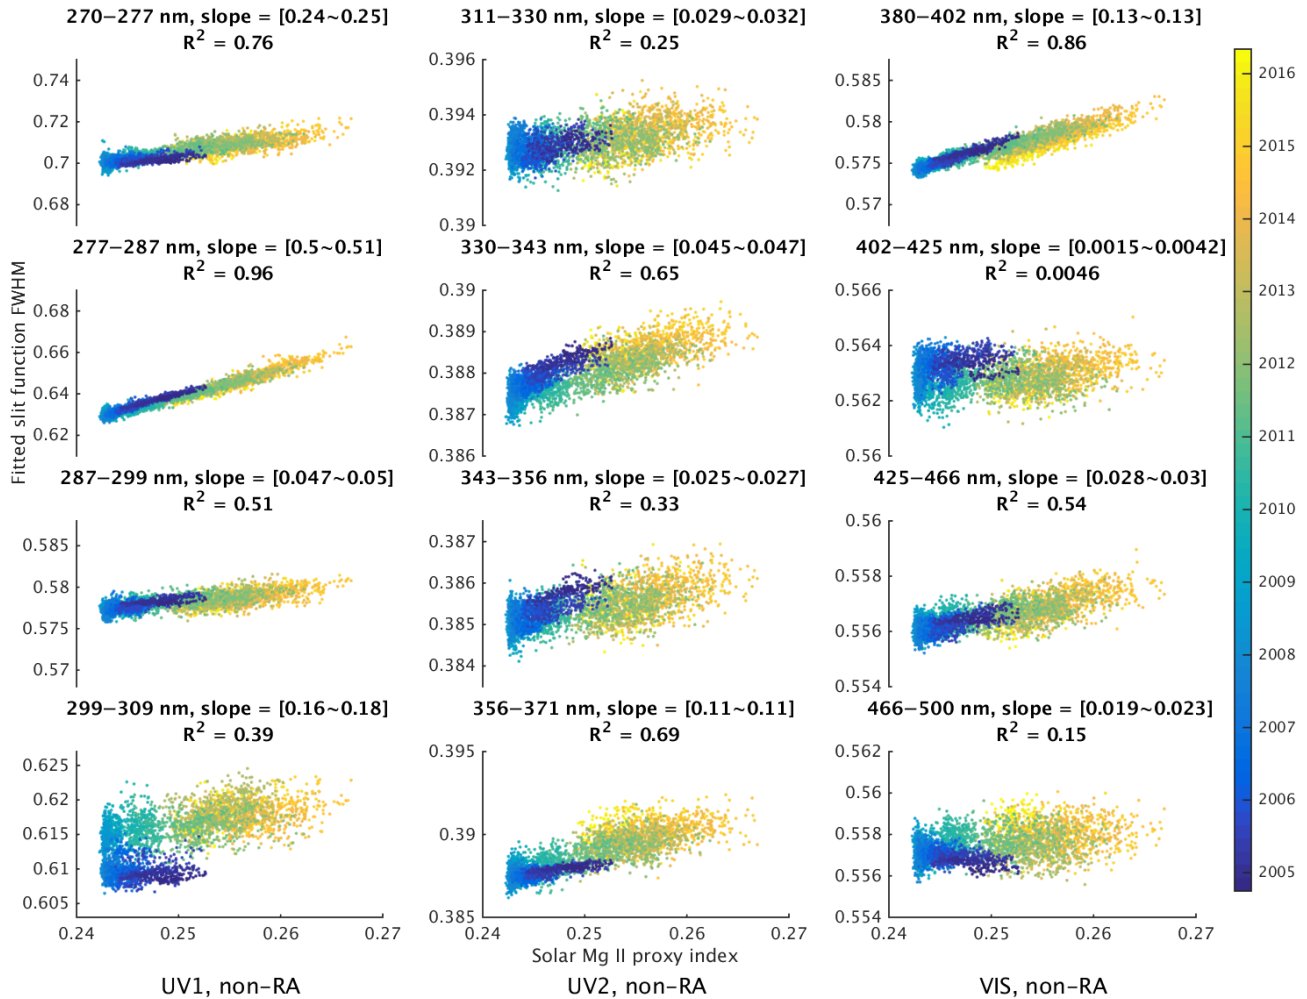 270−277 nm, slope = [0.24~0.25]
R² = 0.76
0.74
0.72
0.7
0.68
311−330 nm, slope = [0.029~0.032]
R² = 0.25
0.396
0.394
0.392
0.39
380−402 nm, slope = [0.13~0.13]
R² = 0.86
0.585
0.58
0.575
0.57
277−287 nm, slope = [0.5~0.51]
R² = 0.96
0.68
0.66
0.64
0.62
330−343 nm, slope = [0.045~0.047]
R² = 0.65
0.39
0.389
0.388
0.387
0.386
402−425 nm, slope = [0.0015~0.0042]
R² = 0.0046
0.566
0.564
0.562
0.56
287−299 nm, slope = [0.047~0.05]
R² = 0.51
0.585
0.58
0.575
0.57
343−356 nm, slope = [0.025~0.027]
R² = 0.33
0.387
0.386
0.385
0.384
425−466 nm, slope = [0.028~0.03]
R² = 0.54
0.56
0.558
0.556
0.554
299−309 nm, slope = [0.16~0.18]
R² = 0.39
0.625
0.62
0.615
0.61
0.605
0.24 0.25 0.26 0.27
356−371 nm, slope = [0.11~0.11]
R² = 0.69
0.395
0.39
0.385
0.24 0.25 0.26 0.27
466−500 nm, slope = [0.019~0.023]
R² = 0.15
0.562
0.56
0.558
0.556
0.554
0.24 0.25 0.26 0.27
Fitted slit function FWHM
Solar Mg II proxy index
UV1, non-RA
UV2, non-RA
VIS, non-RA
2016
2015
2014
2013
2012
2011
2010
2009
2008
2007
2006
2005